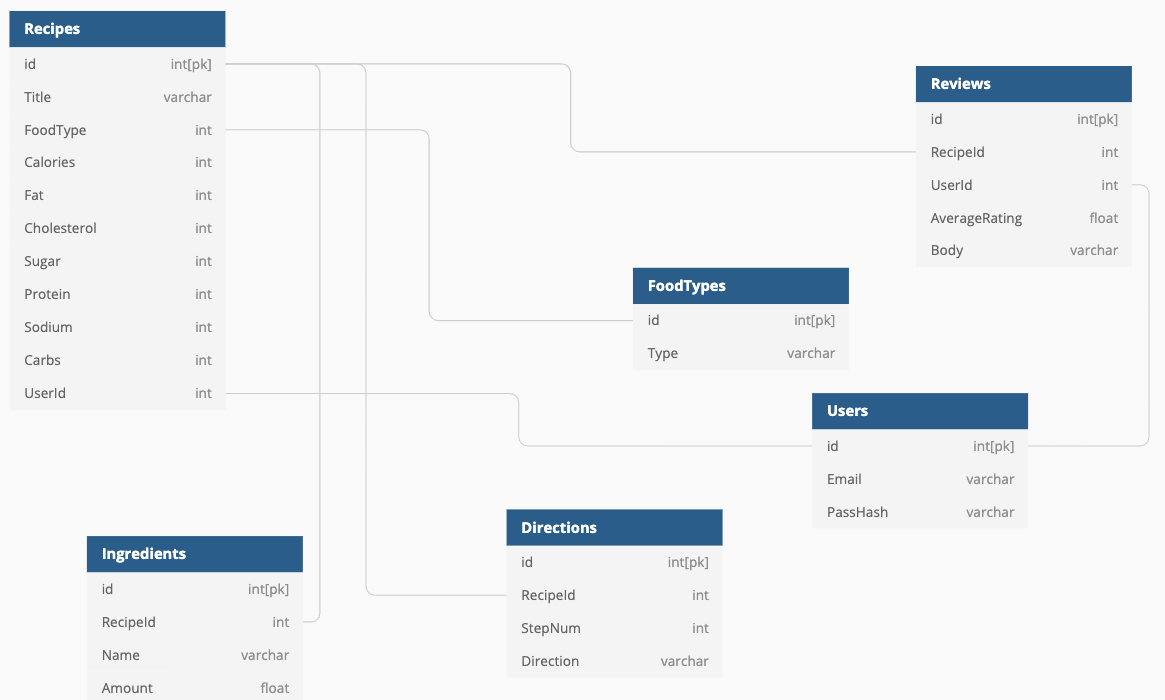 Recipes
id int[pk]
Title varchar
FoodType int
Calories int
Fat int
Cholesterol int
Sugar int
Protein int
Sodium int
Carbs int
UserId int
Reviews
id int[pk]
RecipeId int
UserId int
AverageRating float
Body varchar
FoodTypes
id int[pk]
Type varchar
Users
id int[pk]
Email varchar
PassHash varchar
Directions
id int[pk]
RecipeId int
StepNum int
Direction varchar
Ingredients
id int[pk]
RecipeId int
Name varchar
Amount float